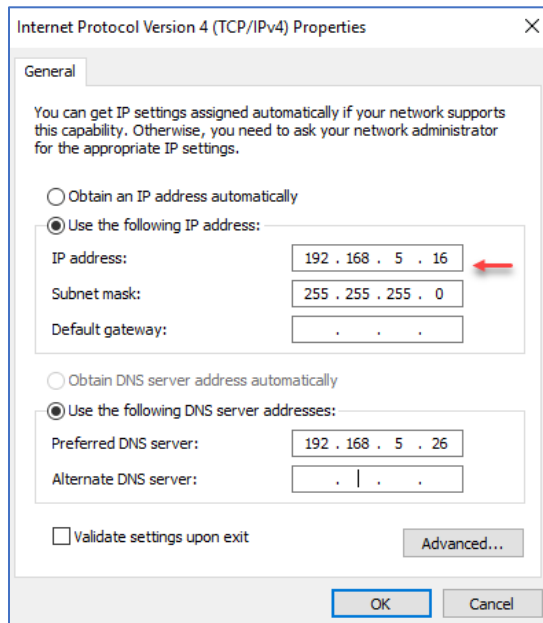 Internet Protocol Version 4 (TCP/IPv4) Properties
General
You can get IP settings assigned automatically if your network supports
this capability. Otherwise, you need to ask your network administrator
for the appropriate IP settings.
Obtain an IP address automatically
Use the following IP address:
IP address: 192 . 168 . 5 . 16
Subnet mask: 255 . 255 . 255 . 0
Default gateway: . . .
Obtain DNS server address automatically
Use the following DNS server addresses:
Preferred DNS server: 192 . 168 . 5 . 26
Alternate DNS server: . . .
Validate settings upon exit
Advanced...
OK Cancel